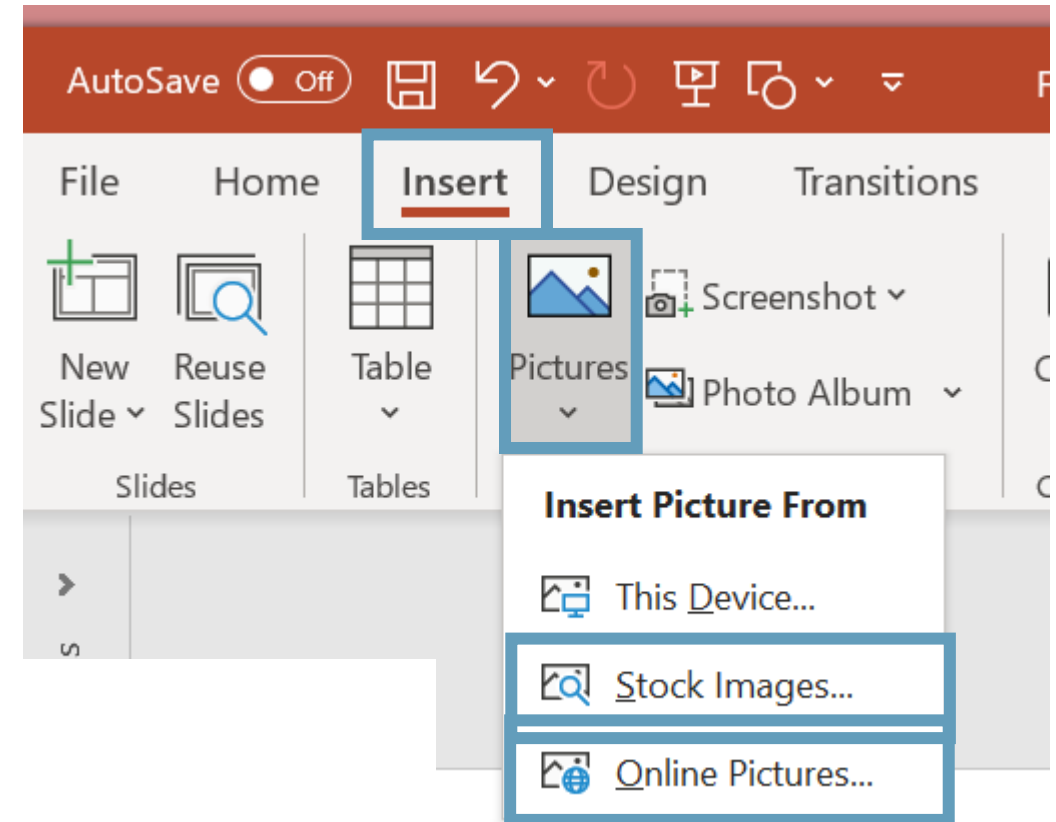 AutoSave Off
File Home Insert Design Transitions
New Slide
Reuse Slides
Table
Pictures
Screenshot
Photo Album
Slides
Tables
Insert Picture From
This Device...
Stock Images...
Online Pictures...